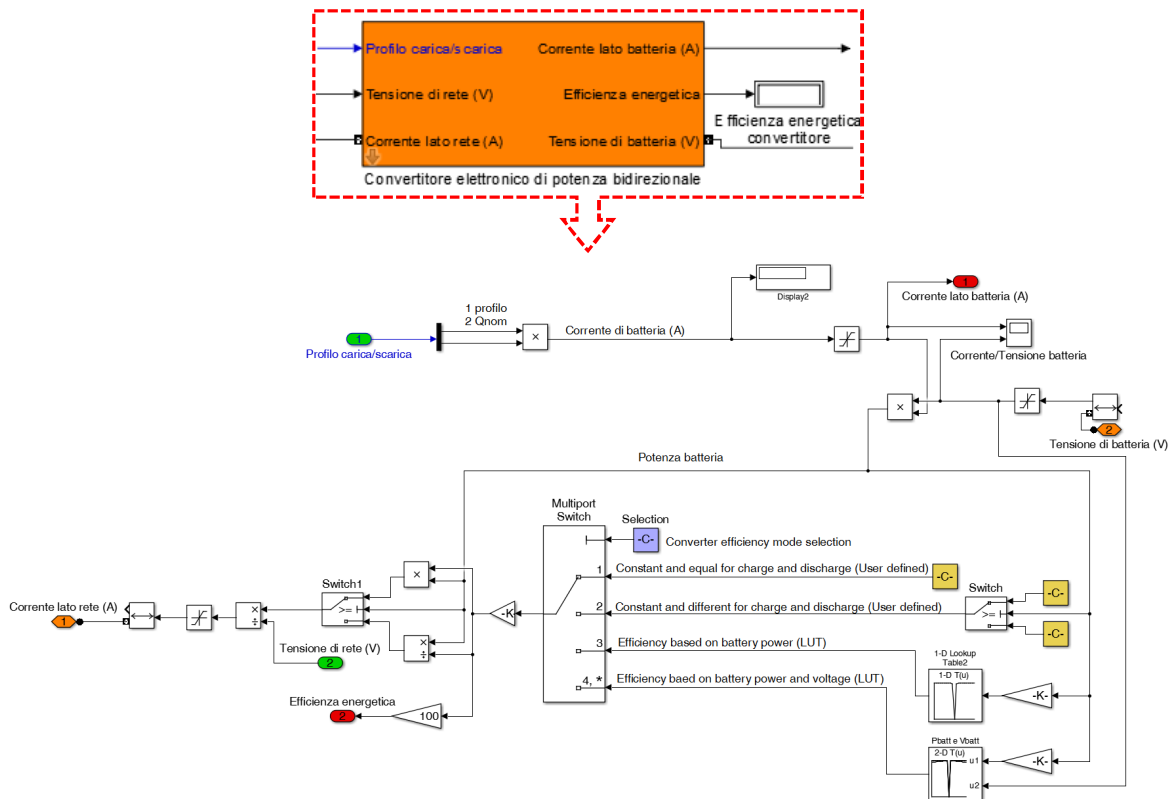 Profilo carica/scarica
Corrente lato batteria (A)
Tensione di rete (V)
Efficienza energetica
Corrente lato rete (A)
Tensione di batteria (V)
Efficienza energetica
convertitore
Convertitore elettronico di potenza bidirezionale
Display2
1
Corrente lato batteria (A)
1 profilo
2 Qnom
1
Profilo carica/scarica
×
Corrente di batteria (A)
Corrente/Tensione batteria
×
2
Tensione di batteria (V)
Potenza batteria
Multiport
Switch
Selection
-C-
Converter efficiency mode selection
1
Constant and equal for charge and discharge (User defined)
-C-
Switch
-C-
2
Constant and different for charge and discharge (User defined)
>=
-C-
3
Efficiency based on battery power (LUT)
4, *
Efficiency baed on battery power and voltage (LUT)
-K-
×
Switch1
>=
×
÷
Corrente lato rete (A)
1
×
÷
Tensione di rete (V)
2
Efficienza energetica
2
100
1-D Lookup
Table2
1-D T(u)
-K-
Pbatt e Vbatt
2-D T(u)
u1
u2
-K-